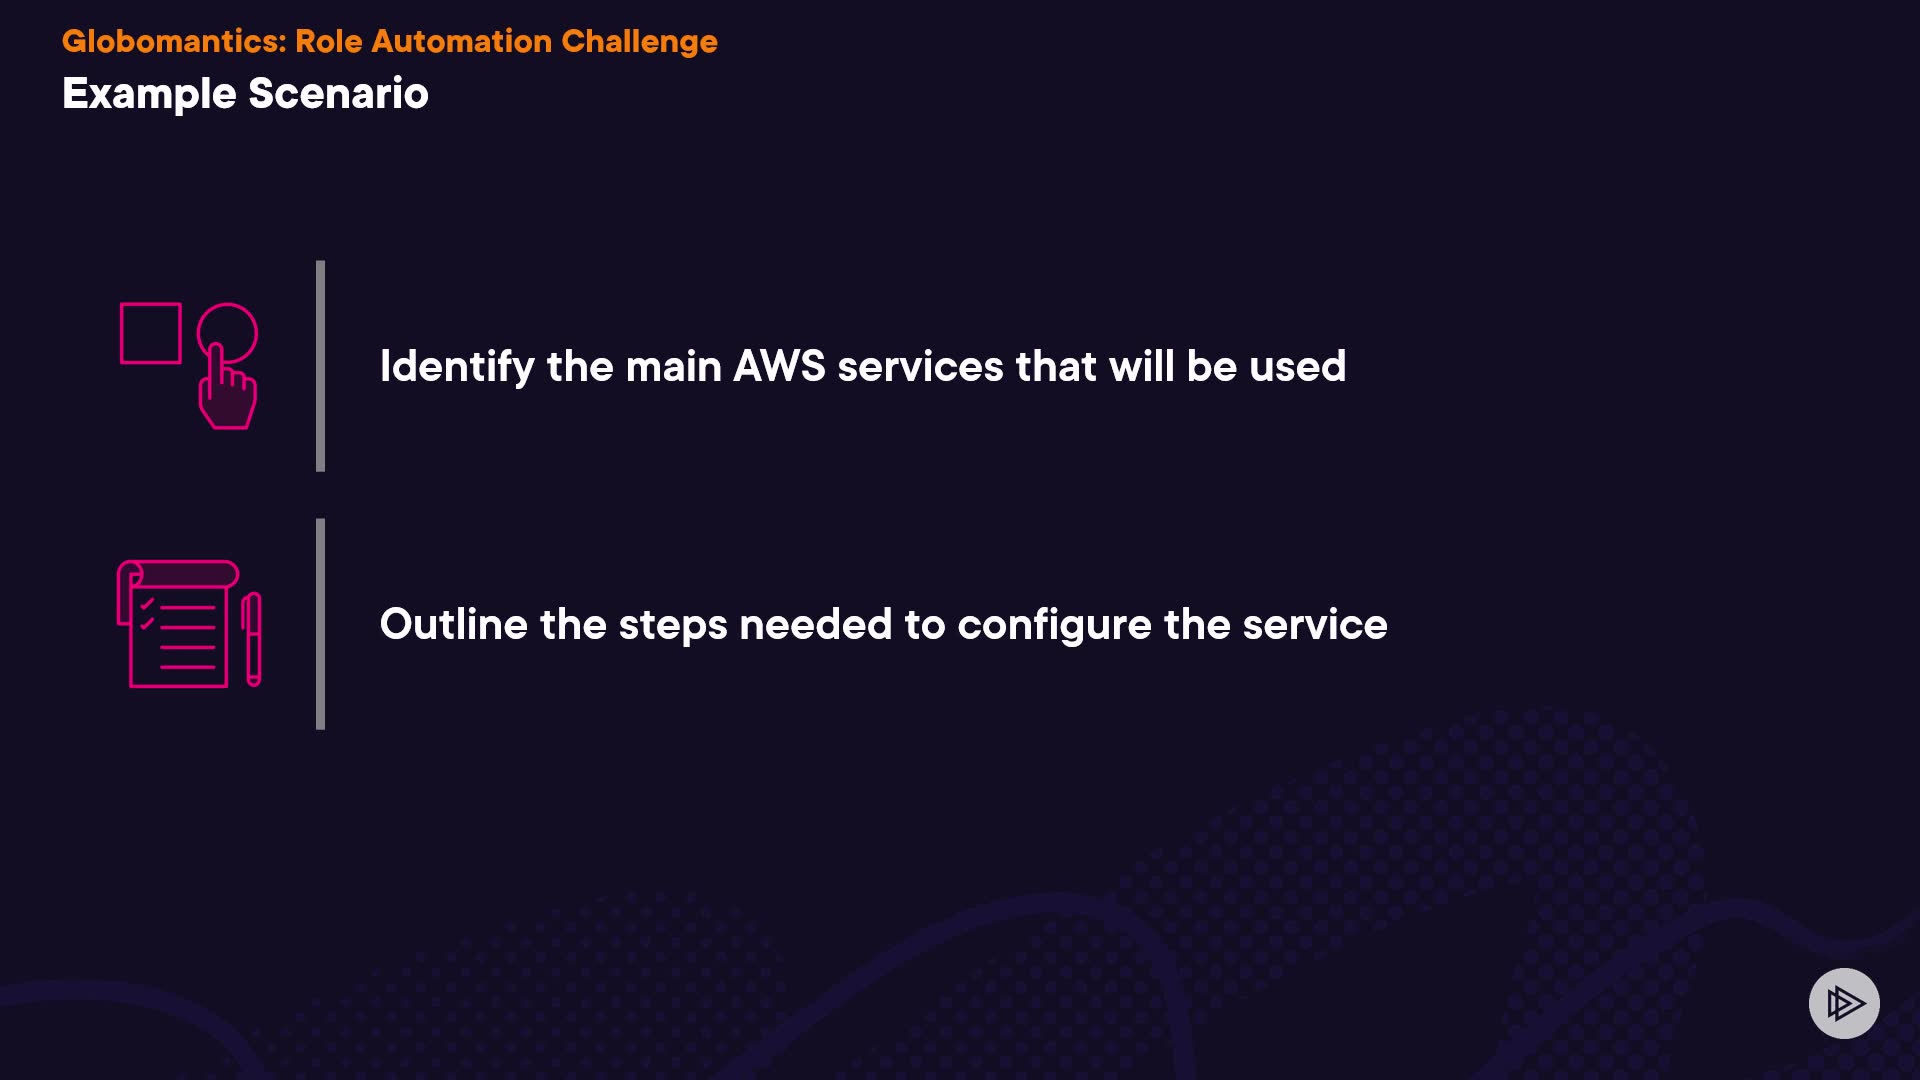 Globomantics: Role Automation Challenge
Example Scenario
Identify the main AWS services that will be used
Outline the steps needed to configure the service